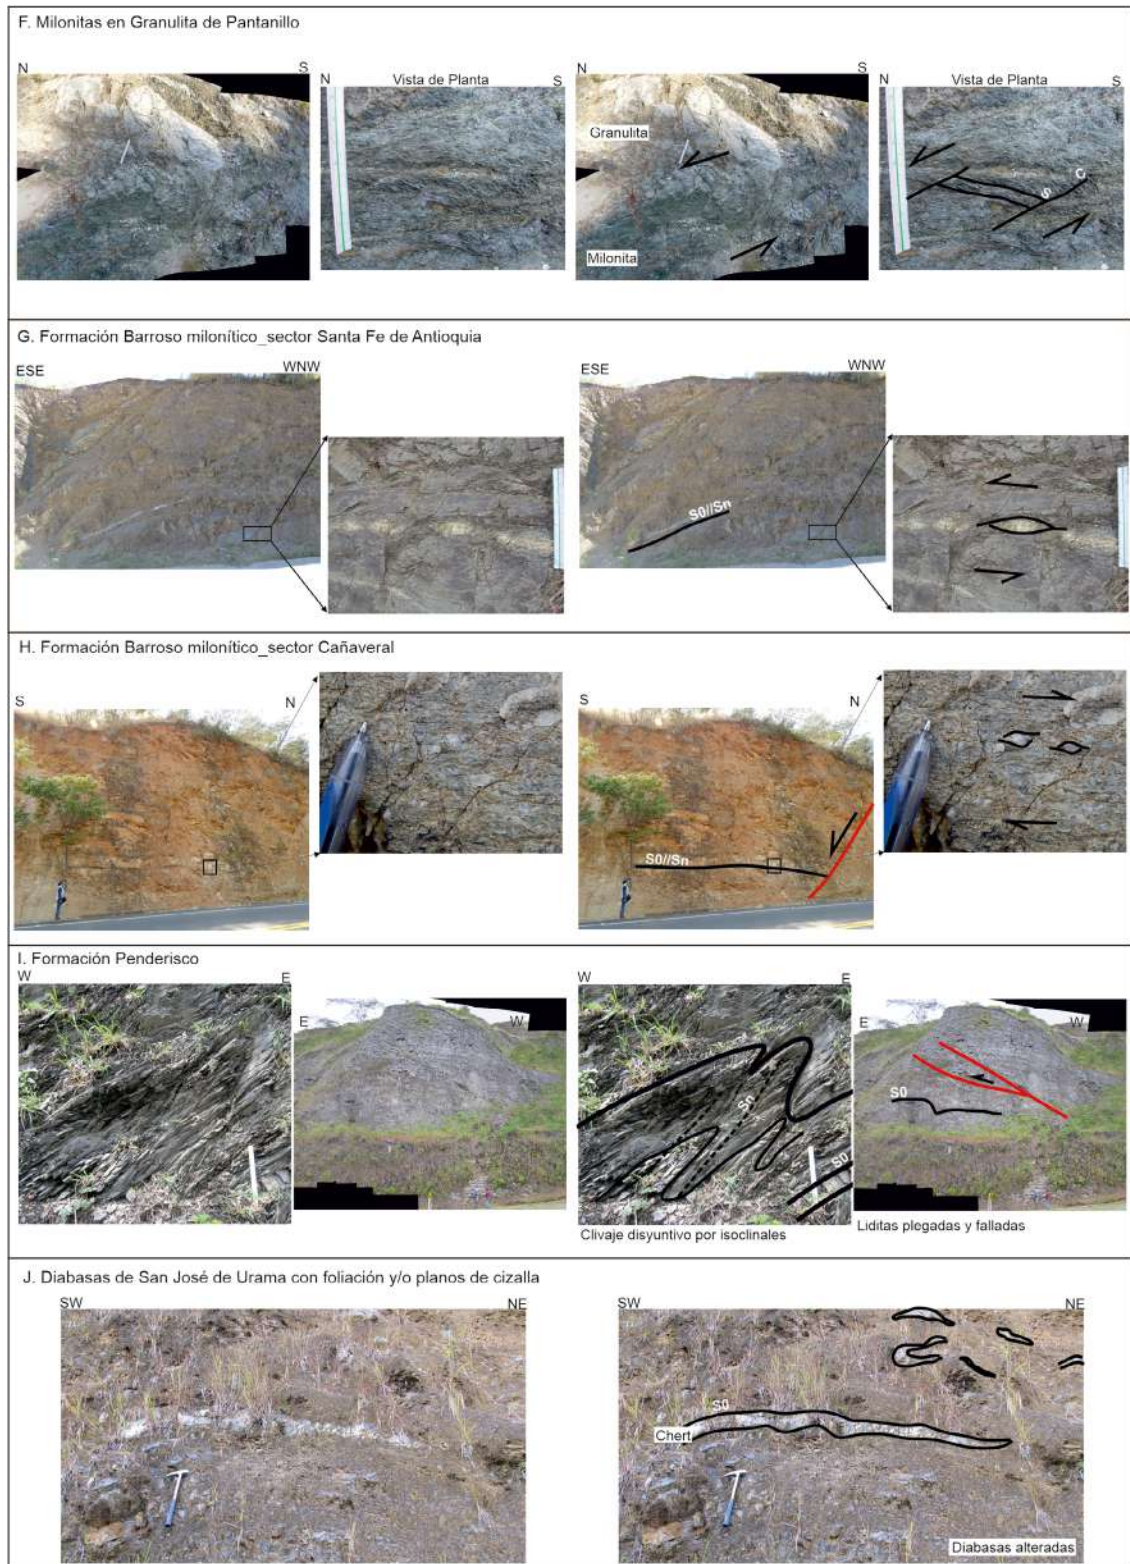 F. Milonitas en Granulita de Pantanillo
N S
N Vista de Planta S
N S
N Vista de Planta S
Granulita
Milonita
C
S
G. Formación Barroso milonítico_sector Santa Fe de Antioquia
ESE WNW
ESE WNW
S0//Sn
H. Formación Barroso milonítico_sector Cañaveral
S N
S N
S0//Sn
I. Formación Penderisco
W E
E W
W E
E W
Sn
S0
S0
Clivaje disyuntivo por isoclinales
Liditas plegadas y falladas
J. Diabasas de San José de Urama con foliación y/o planos de cizalla
SW NE
SW NE
S0
Chert
Diabasas alteradas